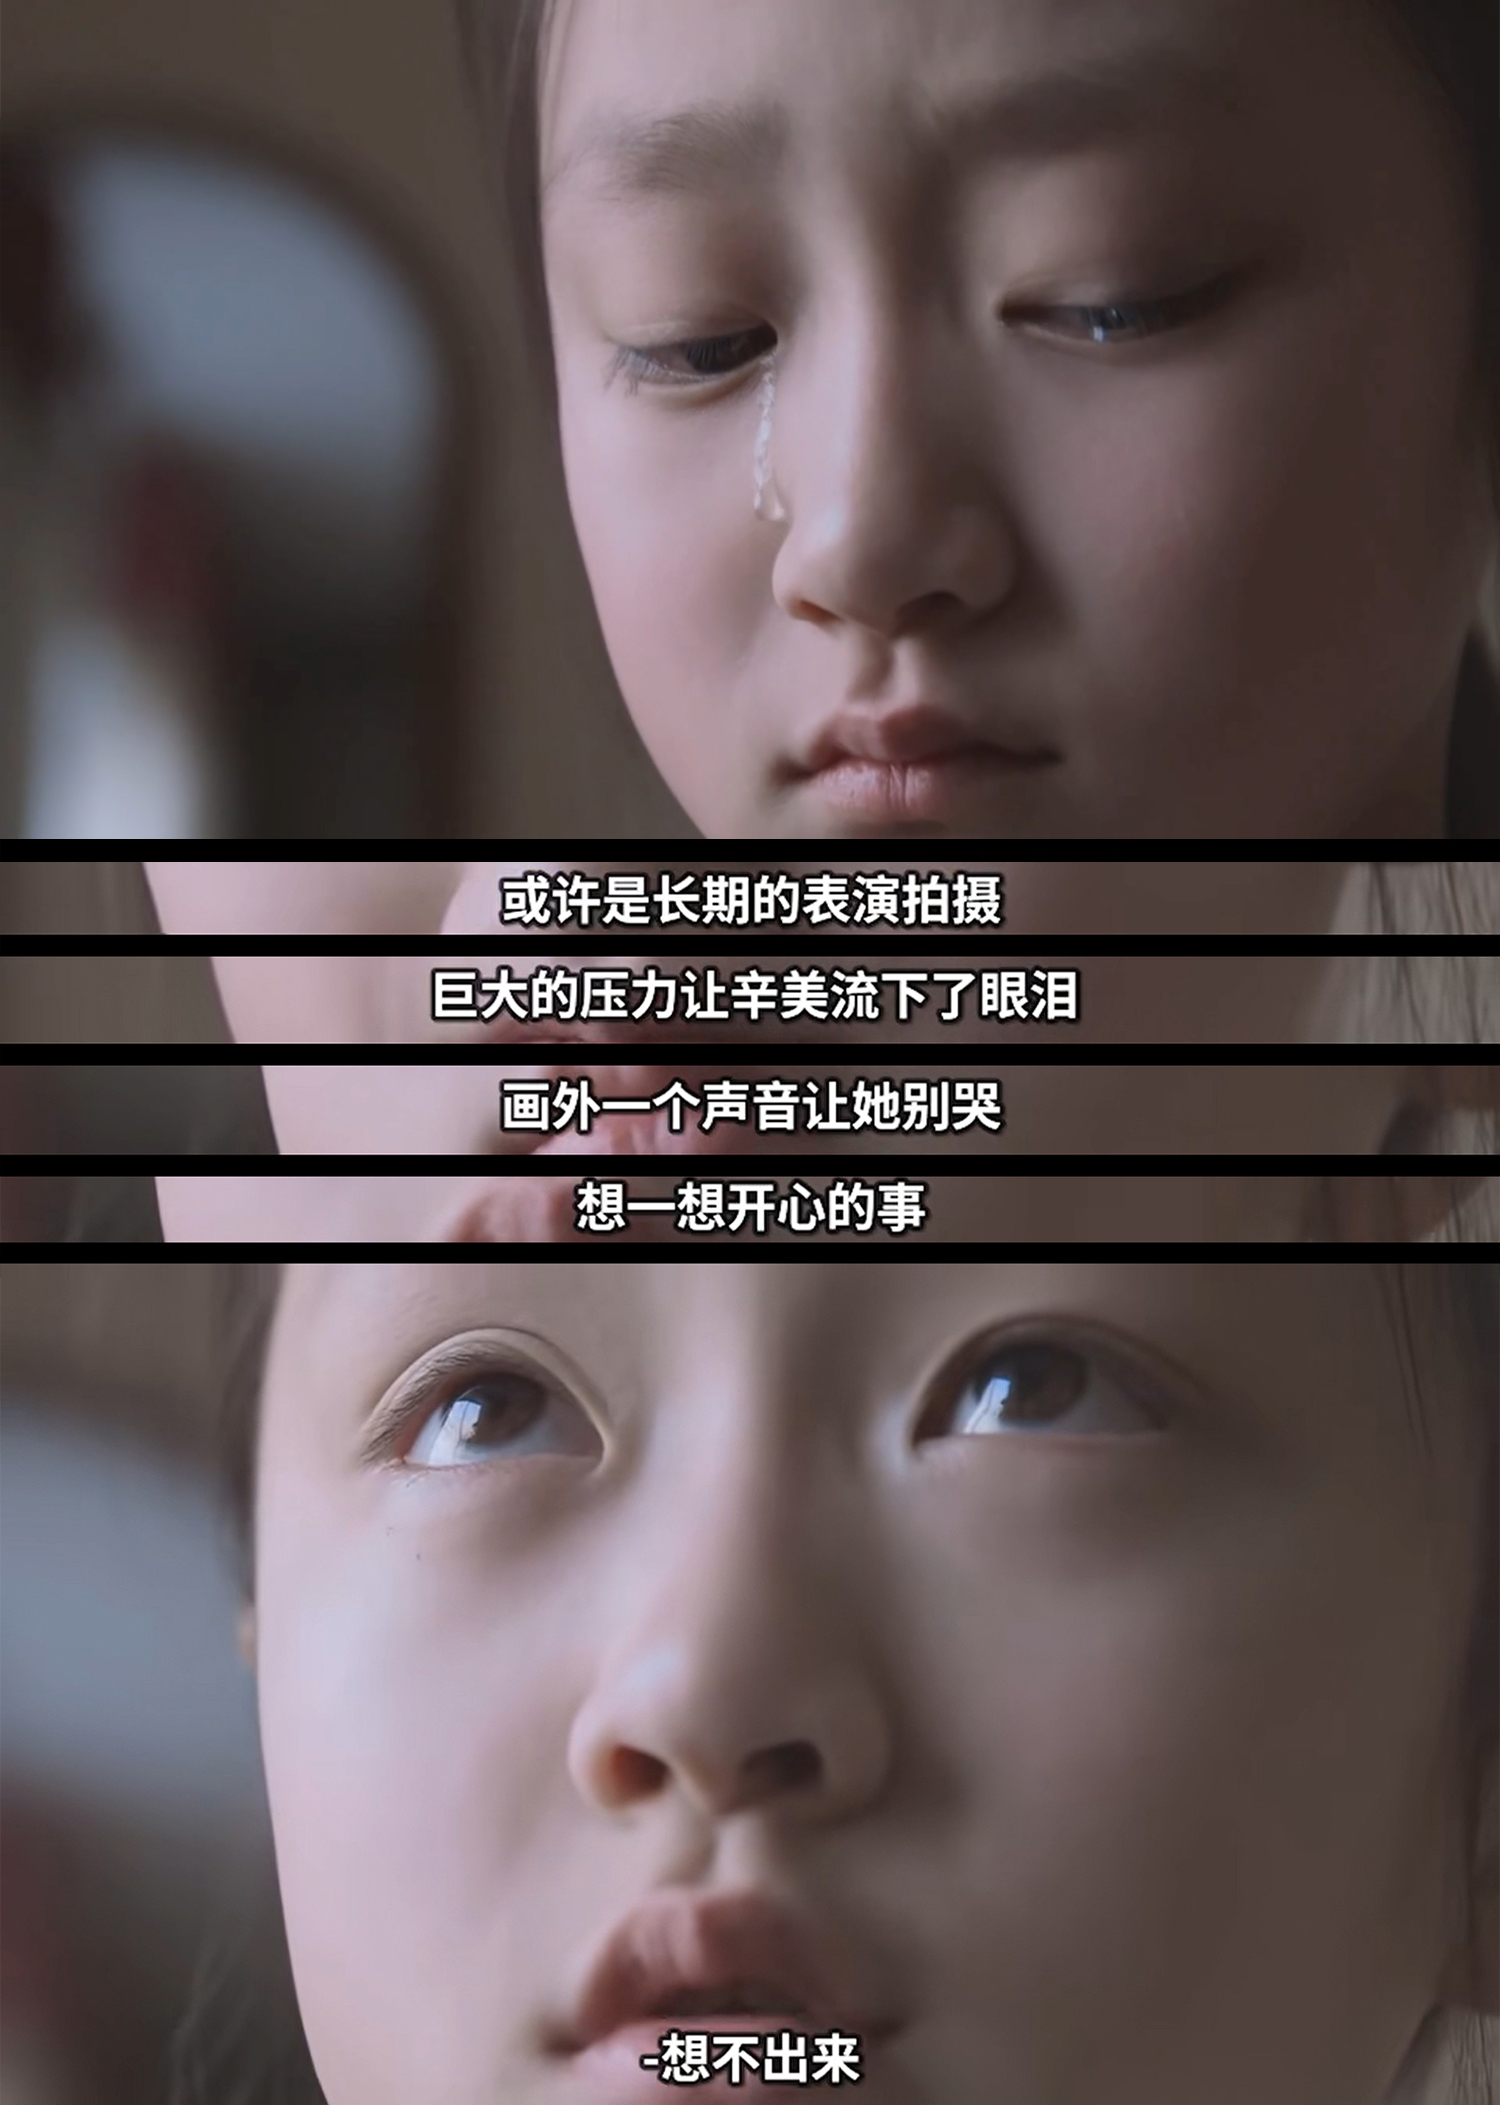 或许是长期的表演拍摄
巨大的压力让辛美流下了眼泪
画外一个声音让她别哭
想一想开心的事
-想不出来